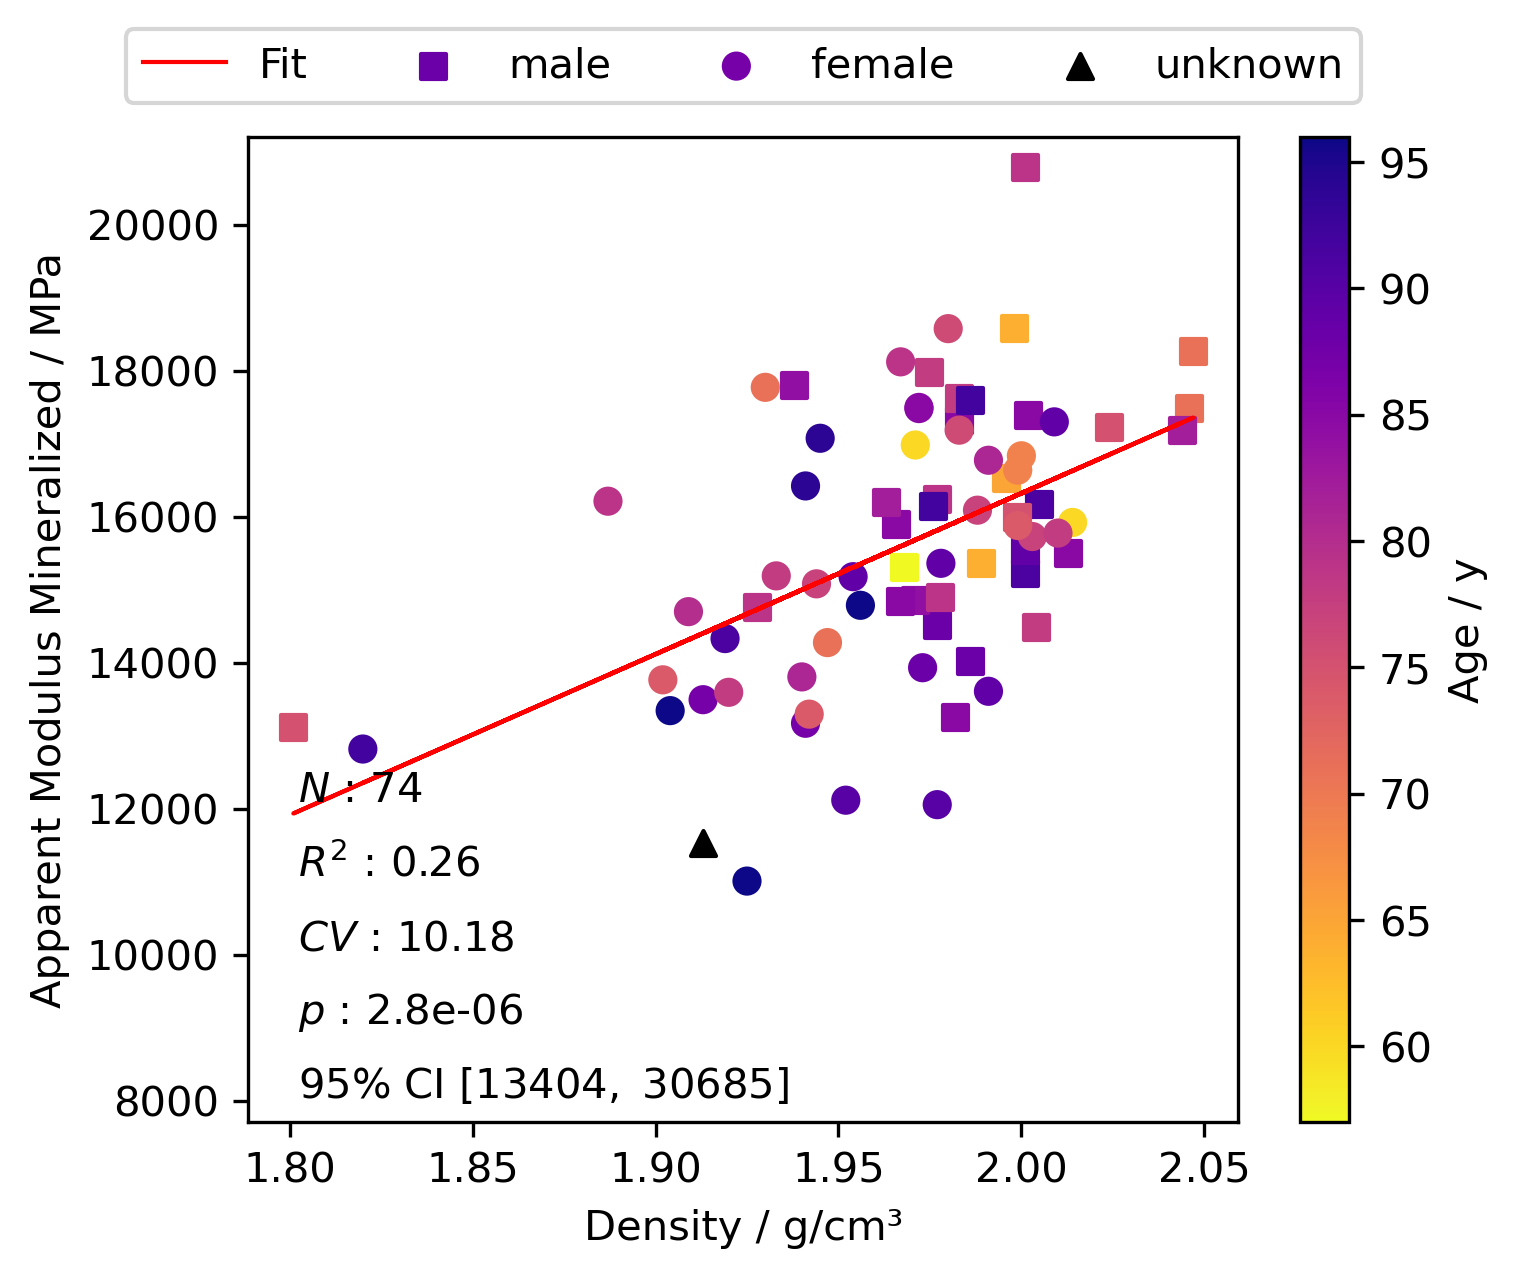 Fit male female unknown
20000
18000
16000
14000
12000
10000
8000
Apparent Modulus Mineralized / MPa
N : 74
R² : 0.26
CV : 10.18
p : 2.8e-06
95% CI [13404, 30685]
1.80 1.85 1.90 1.95 2.00 2.05
Density / g/cm³
95
90
85
80
75
70
65
60
Age / y